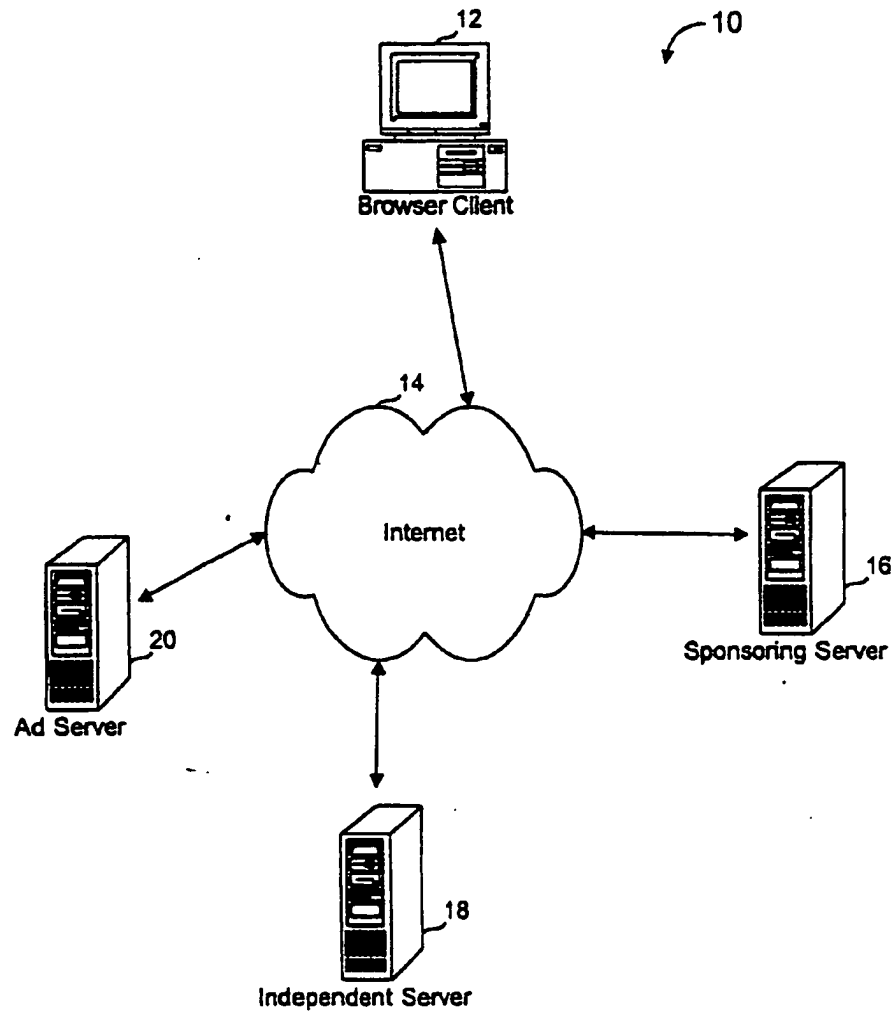 12
10
Browser Client
14
Internet
16
Sponsoring Server
20
Ad Server
18
Independent Server